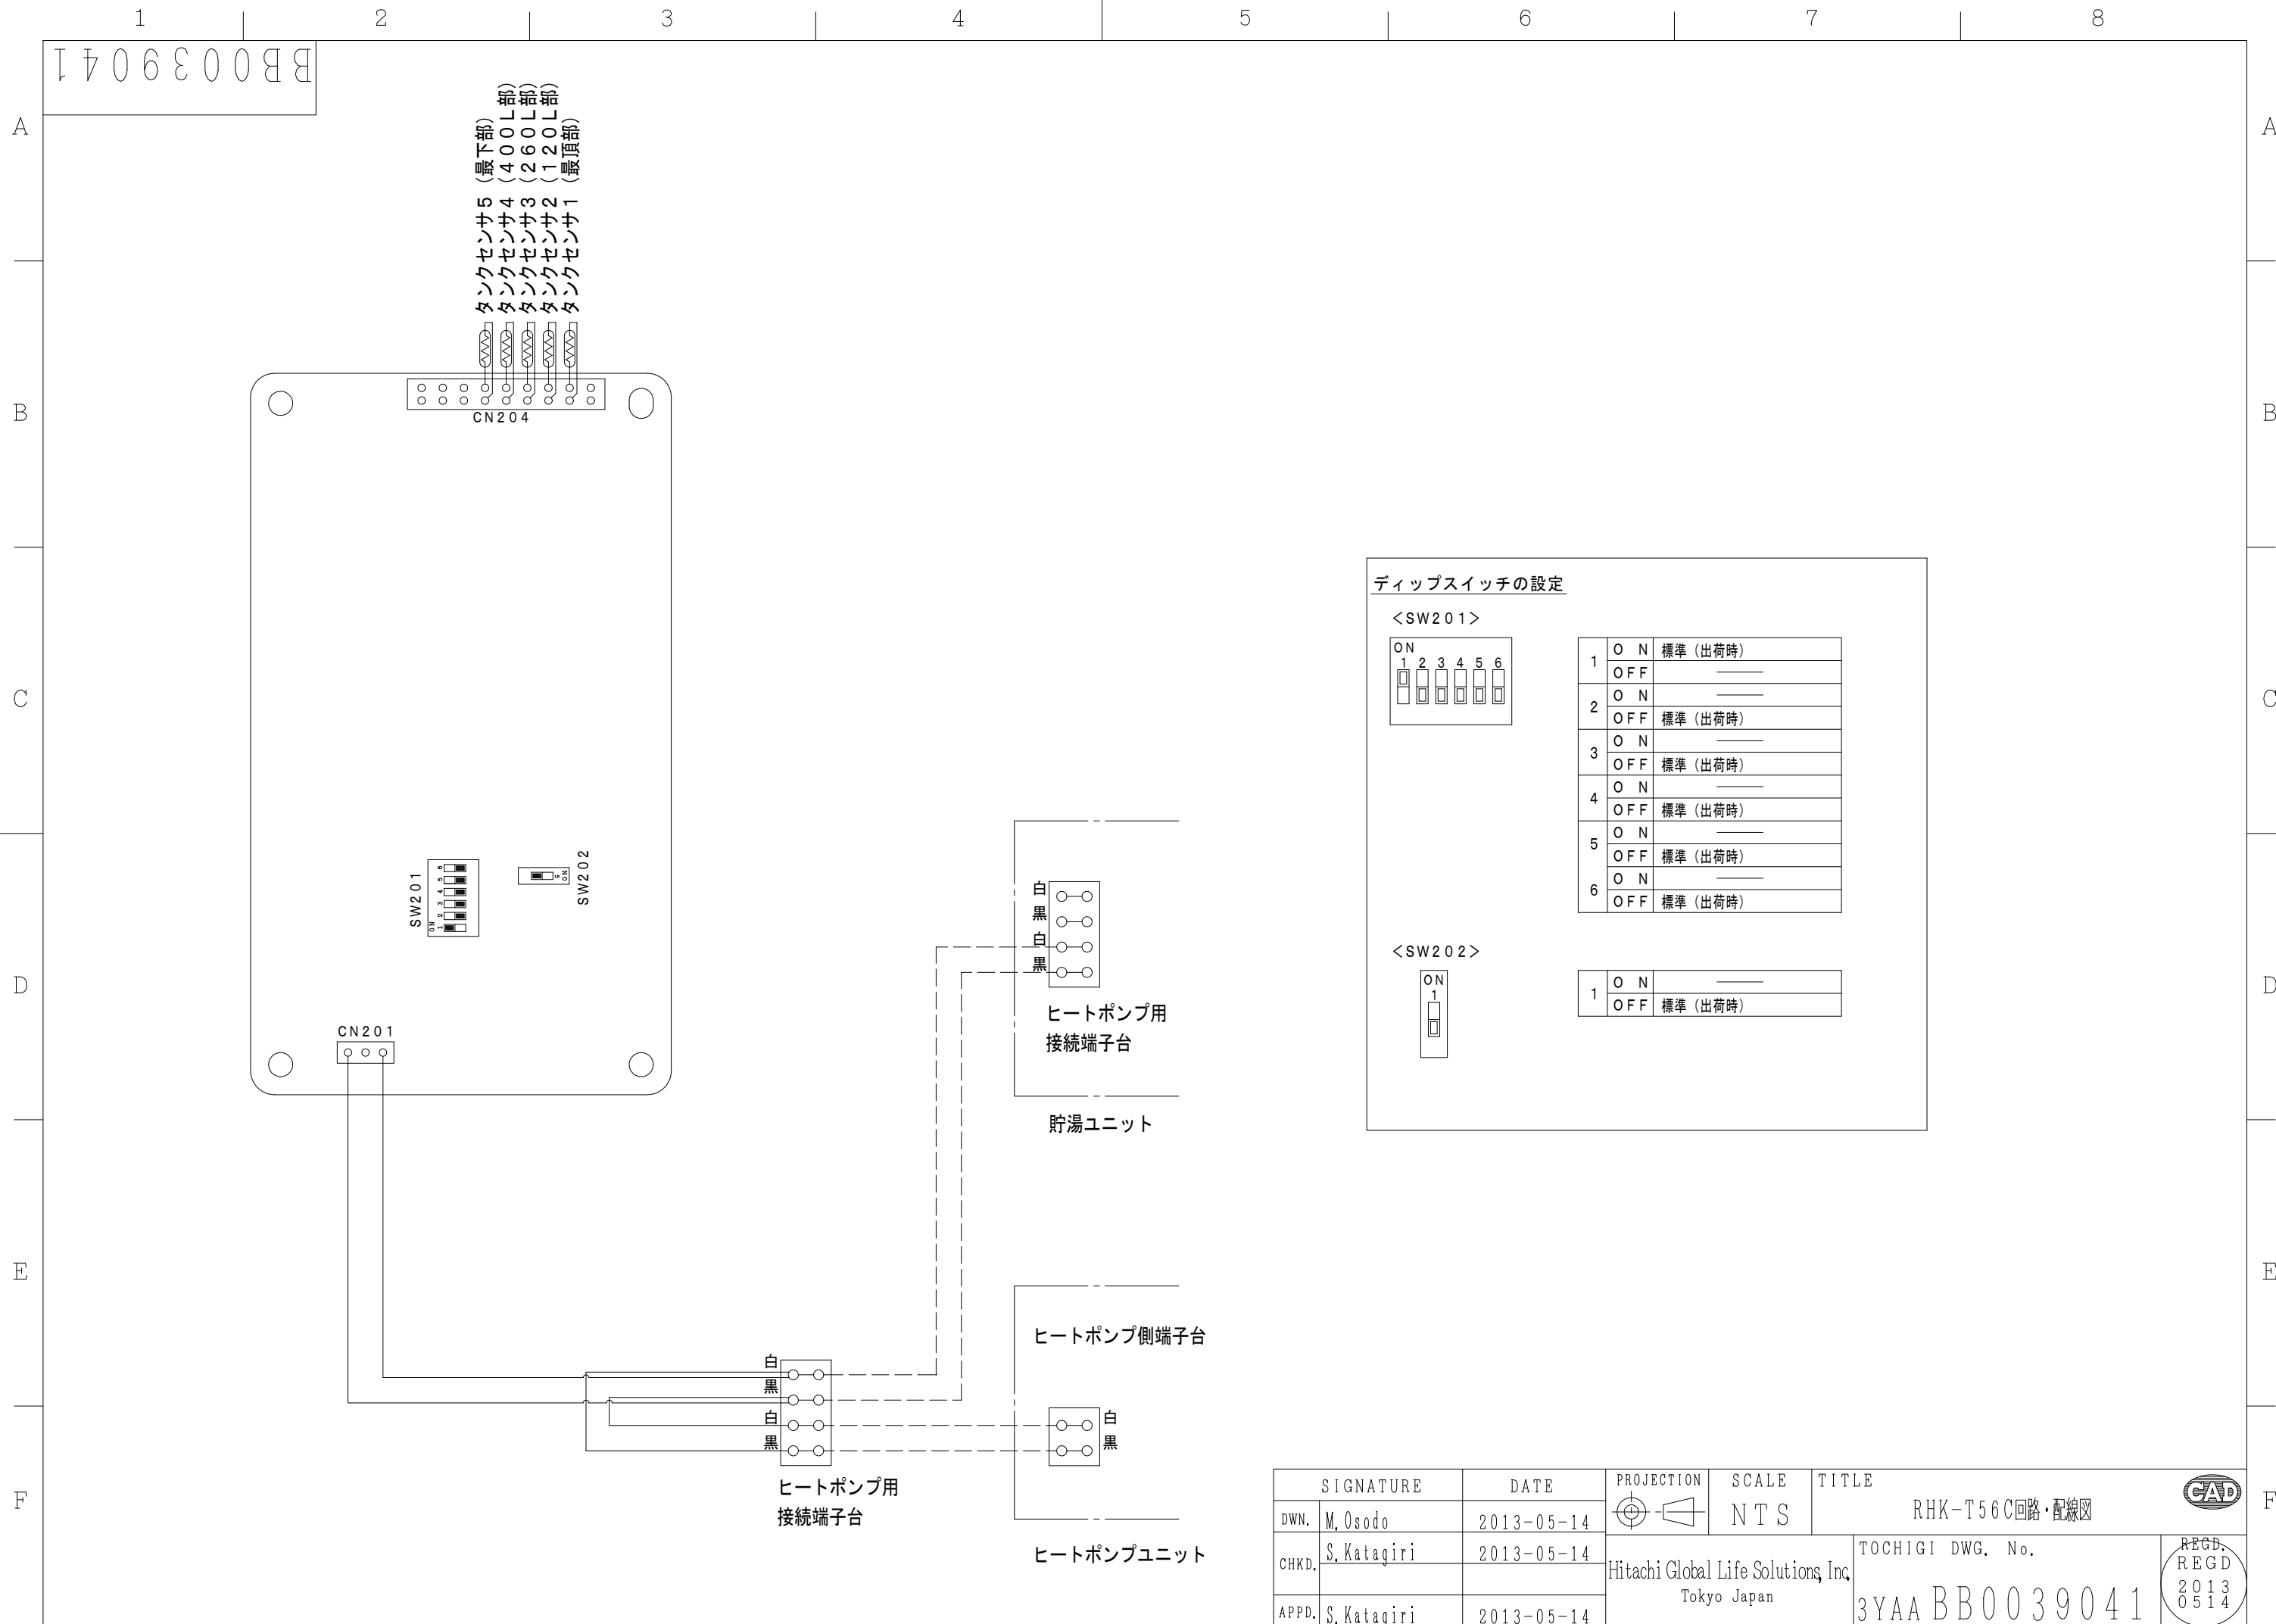 1 2 3 4 5 6 7 8
BB0039041
A A
B B
C C
D D
E E
F F
タンクセンサ5（最下部）
タンクセンサ4（400L部）
タンクセンサ3（260L部）
タンクセンサ2（120L部）
タンクセンサ1（最頂部）
CN204
SW201
ON
1 2 3 4 5 6
SW202
ON
5
CN201
白
黒
白
黒
ヒートポンプ用
接続端子台
貯湯ユニット
ヒートポンプ側端子台
白
黒
ヒートポンプユニット
白
黒
白
黒
ヒートポンプ用
接続端子台
ディップスイッチの設定
＜SW201＞
ON
1 2 3 4 5 6
1 ON 標準（出荷時）
OFF ———
2 ON ———
OFF 標準（出荷時）
3 ON ———
OFF 標準（出荷時）
4 ON ———
OFF 標準（出荷時）
5 ON ———
OFF 標準（出荷時）
6 ON ———
OFF 標準（出荷時）
＜SW202＞
ON
1
1 ON ———
OFF 標準（出荷時）
SIGNATURE DATE PROJECTION SCALE TITLE
DWN. M.Osodo 2013-05-14
CHKD. S.Katagiri 2013-05-14
APPD. S.Katagiri 2013-05-14
NTS
RHK-T56C回路・配線図
CAD
Hitachi Global Life Solutions, Inc.
Tokyo Japan
TOCHIGI DWG. No.
3YAA BB0039041
REGD.
REGD
2013
0514